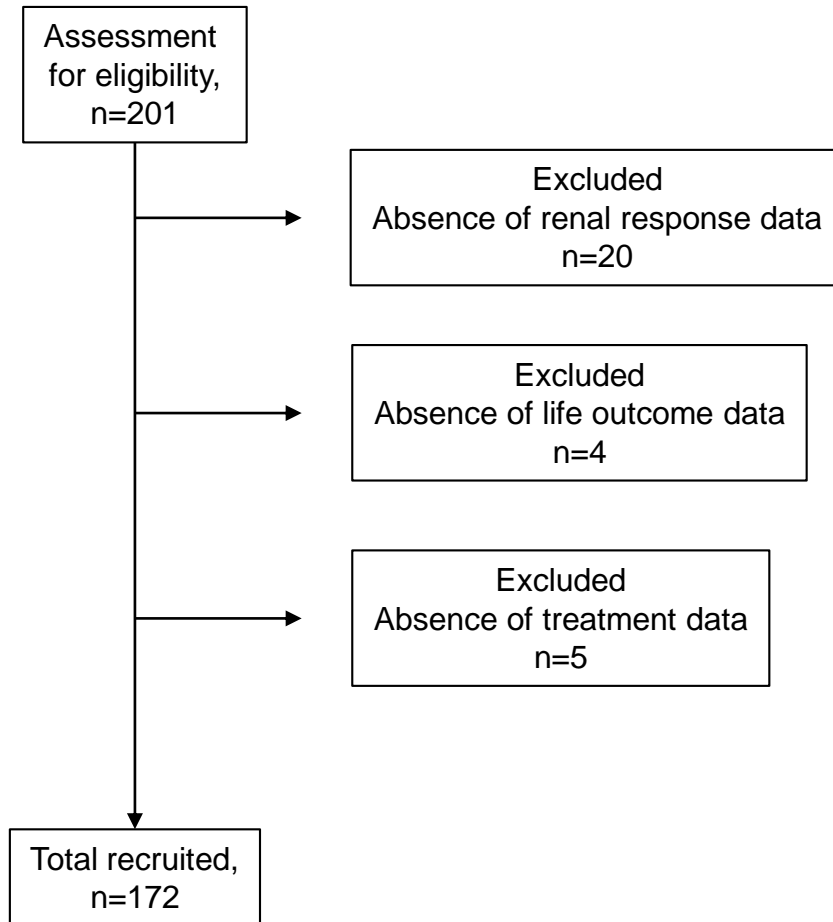 Assessment
for eligibility,
n=201
Excluded
Absence of renal response data
n=20
Excluded
Absence of life outcome data
n=4
Excluded
Absence of treatment data
n=5
Total recruited,
n=172